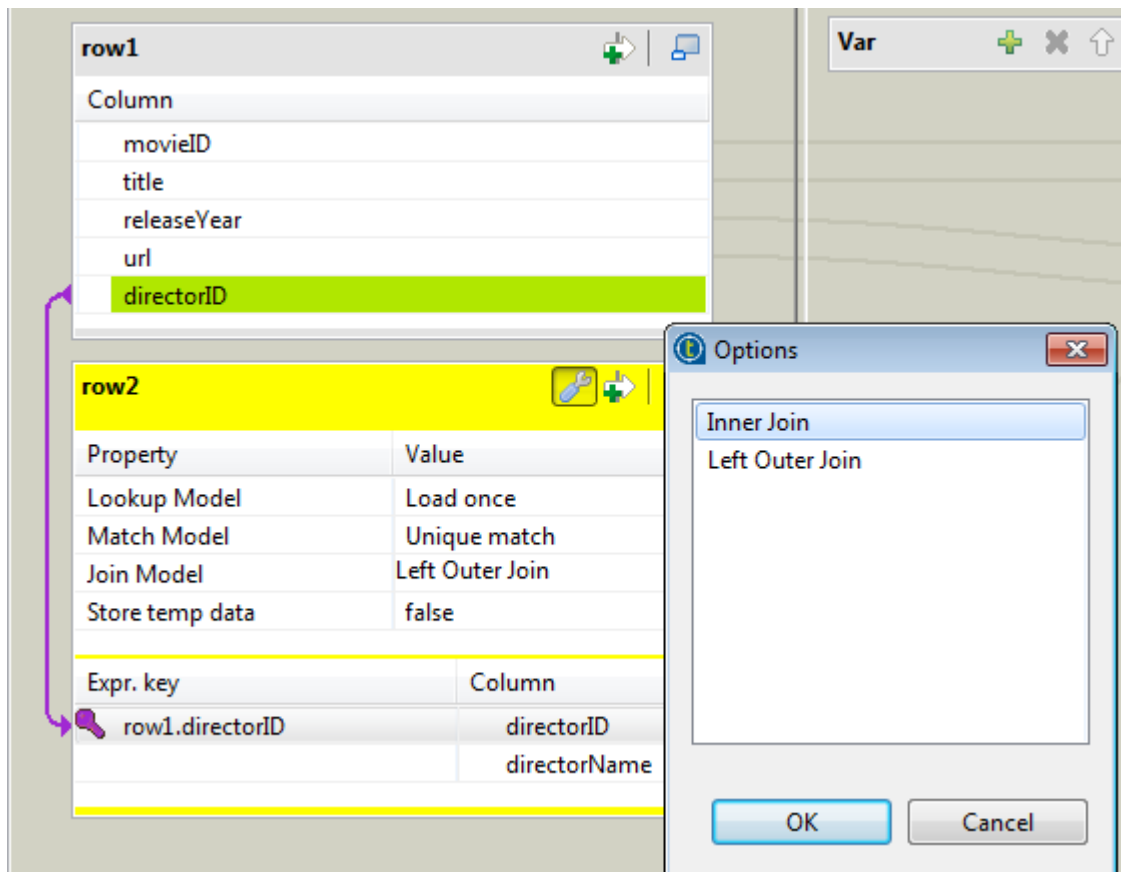 row1
Column
movieID
title
releaseYear
url
directorID
row2
Property Value
Lookup Model Load once
Match Model Unique match
Join Model Left Outer Join
Store temp data false
Expr. key Column
row1.directorID directorID
directorName
Var
Options
Inner Join
Left Outer Join
OK Cancel